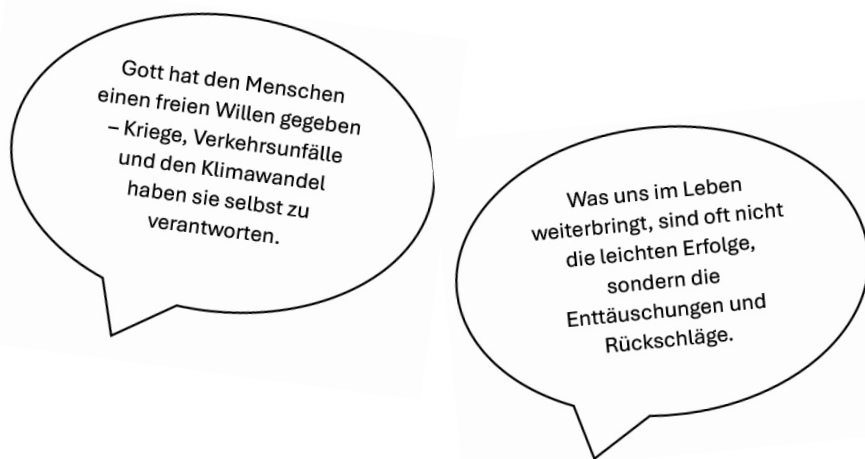 Gott hat den Menschen
einen freien Willen gegeben
– Kriege, Verkehrsunfälle
und den Klimawandel
haben sie selbst zu
verantworten.
Was uns im Leben
weiterbringt, sind oft nicht
die leichten Erfolge,
sondern die
Enttäuschungen und
Rückschläge.